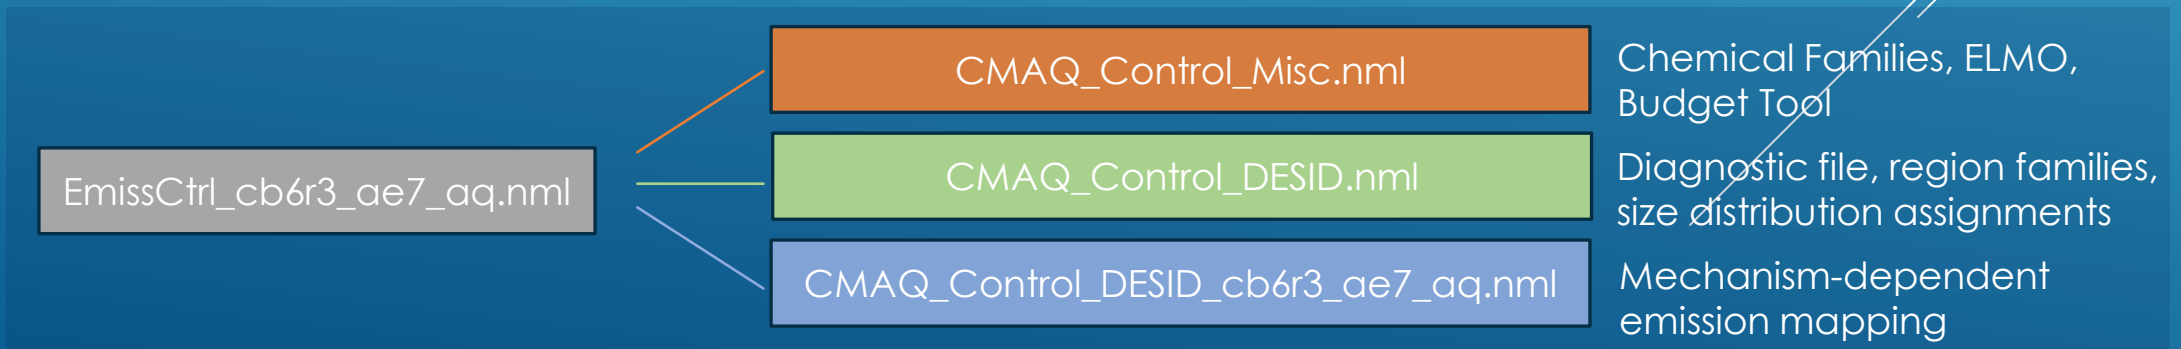 EmissCtrl_cb6r3_ae7_aq.nml
CMAQ_Control_Misc.nml
Chemical Families, ELMO,
Budget Tool
CMAQ_Control_DESID.nml
Diagnostic file, region families,
size distribution assignments
CMAQ_Control_DESID_cb6r3_ae7_aq.nml
Mechanism-dependent
emission mapping